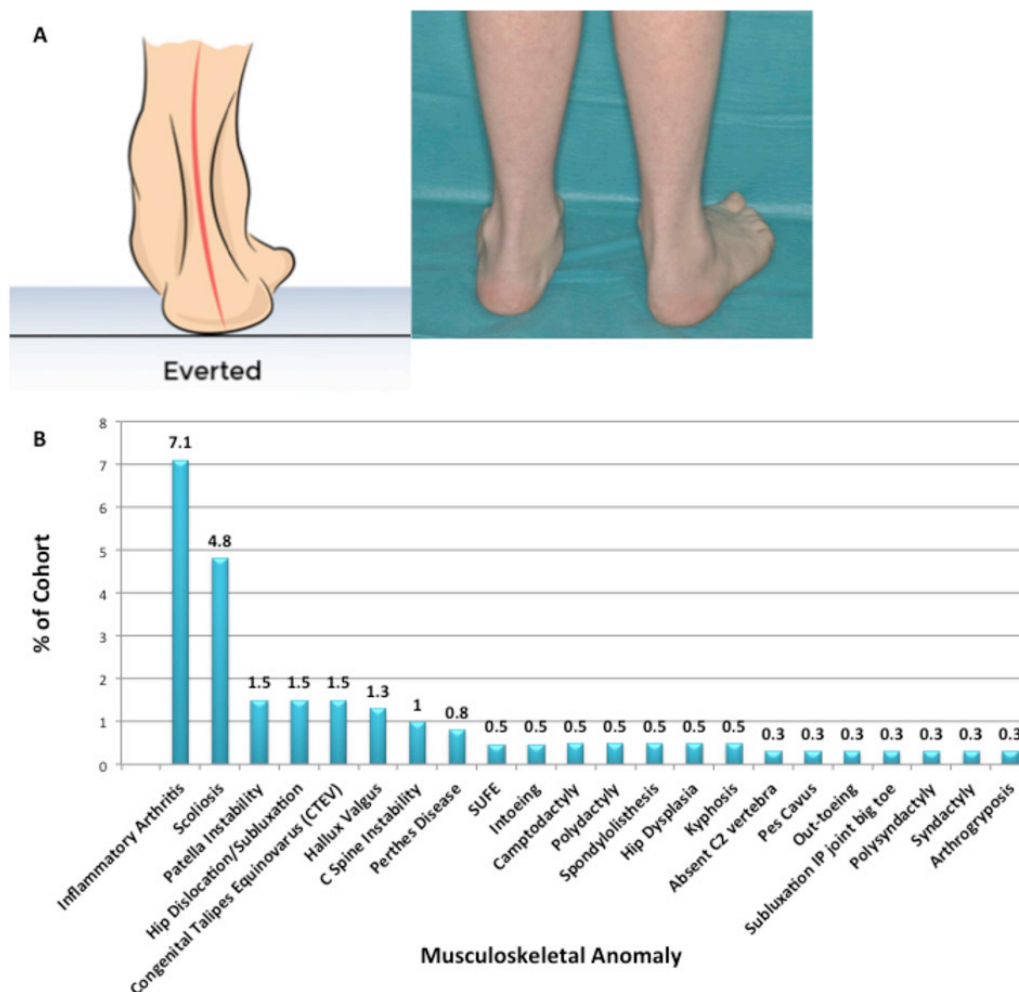 A
Everted
B
% of Cohort
8
7
6
5
4
3
2
1
0
7.1
4.8
1.5
1.5
1.5
1.3
1
0.8
0.5
0.5
0.5
0.5
0.5
0.5
0.5
0.3
0.3
0.3
0.3
0.3
0.3
0.3
Inflammatory Arthritis
Scoliosis
Patella Instability
Hip Dislocation/Subluxation
Congenital Talipes Equinovarus (CTEV)
Hallux Valgus
C Spine Instability
Perthes Disease
SUFE
Intoeing
Camptodactyly
Polydactyly
Spondylolisthesis
Hip Dysplasia
Kyphosis
Absent C2 vertebra
Pes Cavus
Out-toeing
Subluxation IP joint big toe
Polysyndactyly
Syndactyly
Arthrogryposis
Musculoskeletal Anomaly